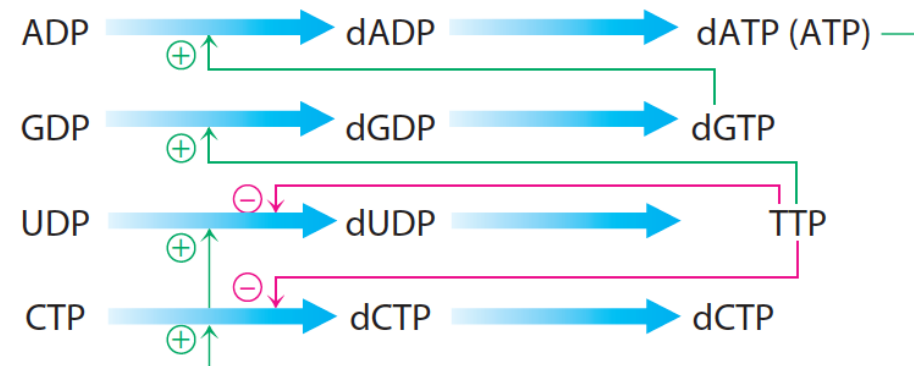 ADP dADP dATP (ATP)
+
GDP dGDP dGTP
+
−
UDP dUDP TTP
+
−
CTP dCTP dCTP
+